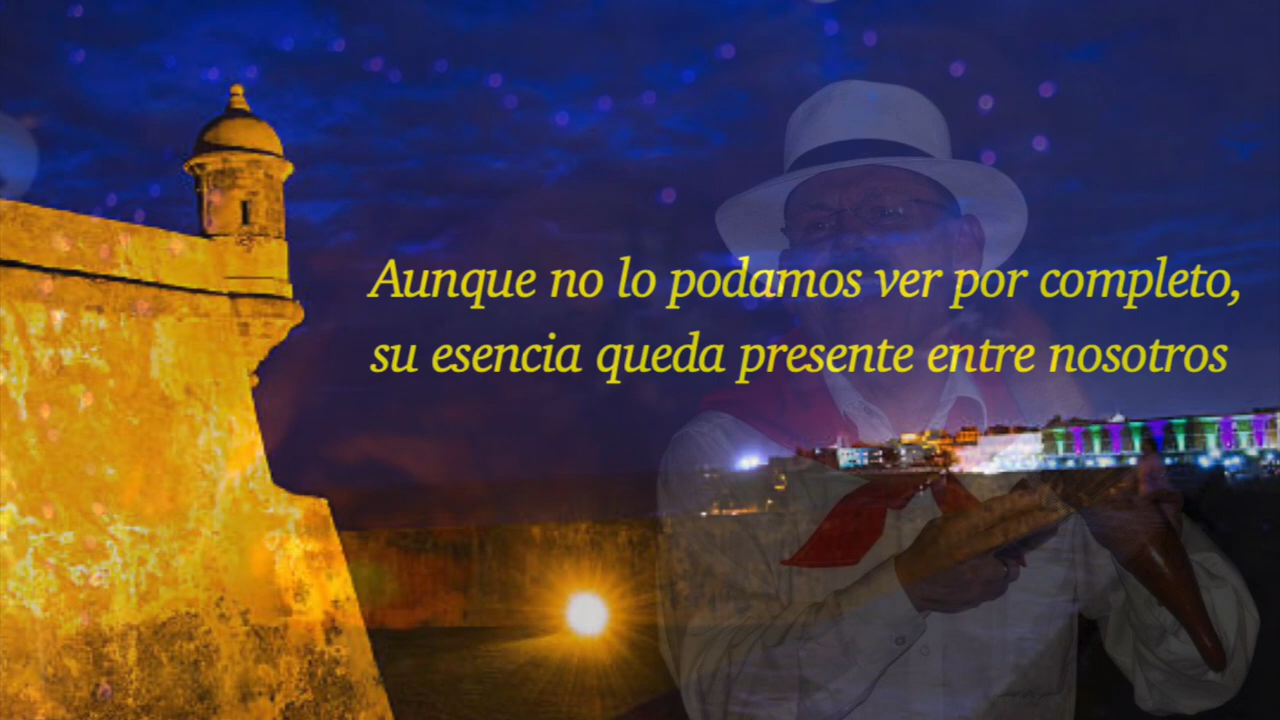 Aunque no lo podamos ver por completo,
su esencia queda presente entre nosotros